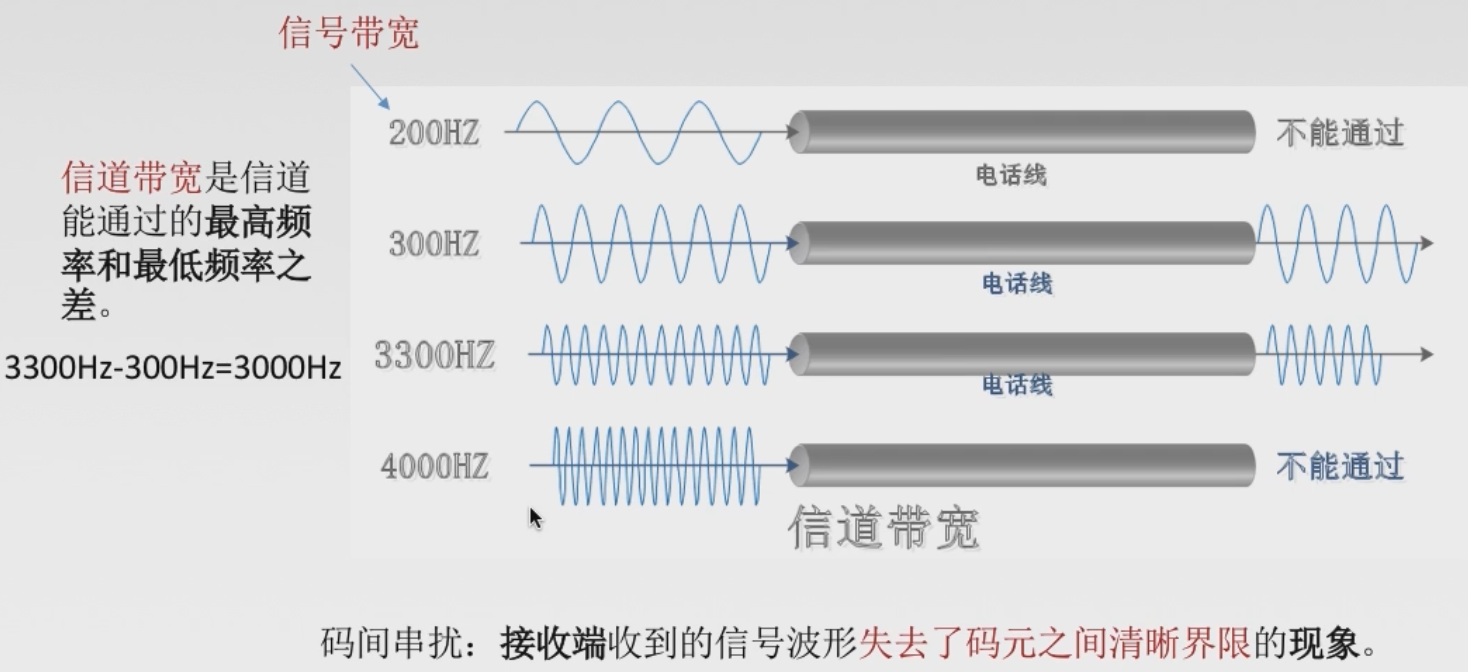 信号带宽
200HZ
不能通过
电话线
信道带宽是信道
能通过的最高频
率和最低频率之
差。
300HZ
电话线
3300Hz-300Hz=3000Hz
3300HZ
电话线
4000HZ
不能通过
信道带宽
码间串扰：接收端收到的信号波形失去了码元之间清晰界限的现象。